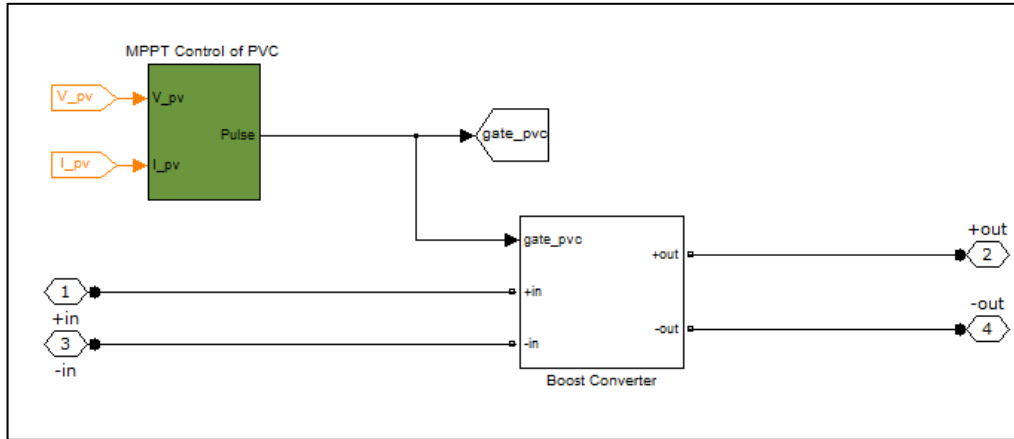 MPPT Control of PVC
V_pv
V_pv
Pulse
gate_pvc
I_pv
I_pv
gate_pvc
+out
+out
2
1
+in
+in
-out
-out
4
3
-in
-in
Boost Converter